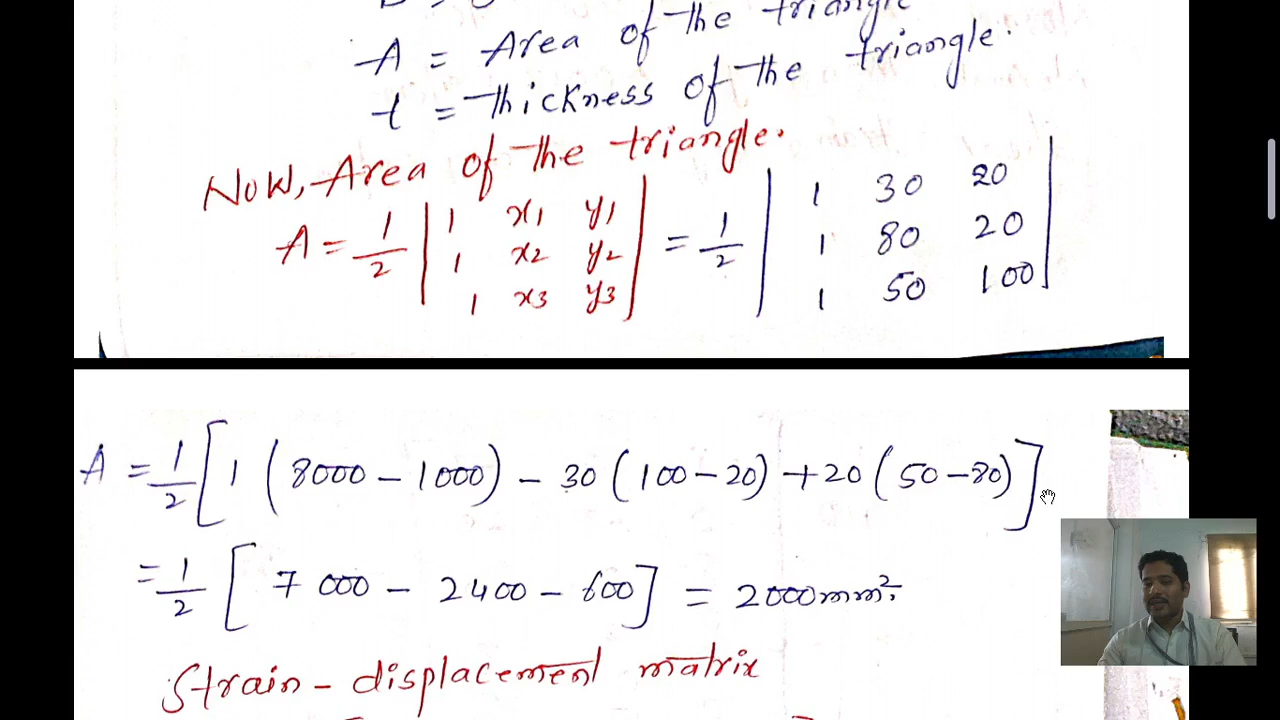 A = Area of the triangle
t = Thickness of the triangle.
Now, Area of the triangle.
A = 1/2 | 1 x1 y1 | = 1/2 | 1 30 20 |
| 1 x2 y2 | | 1 80 20 |
| 1 x3 y3 | | 1 50 100 |
A = 1/2 [ 1 ( 8000 - 1000 ) - 30 ( 100 - 20 ) + 20 ( 50 - 80 ) ]
= 1/2 [ 7000 - 2400 - 600 ] = 2000mm².
Strain - displacement matrix